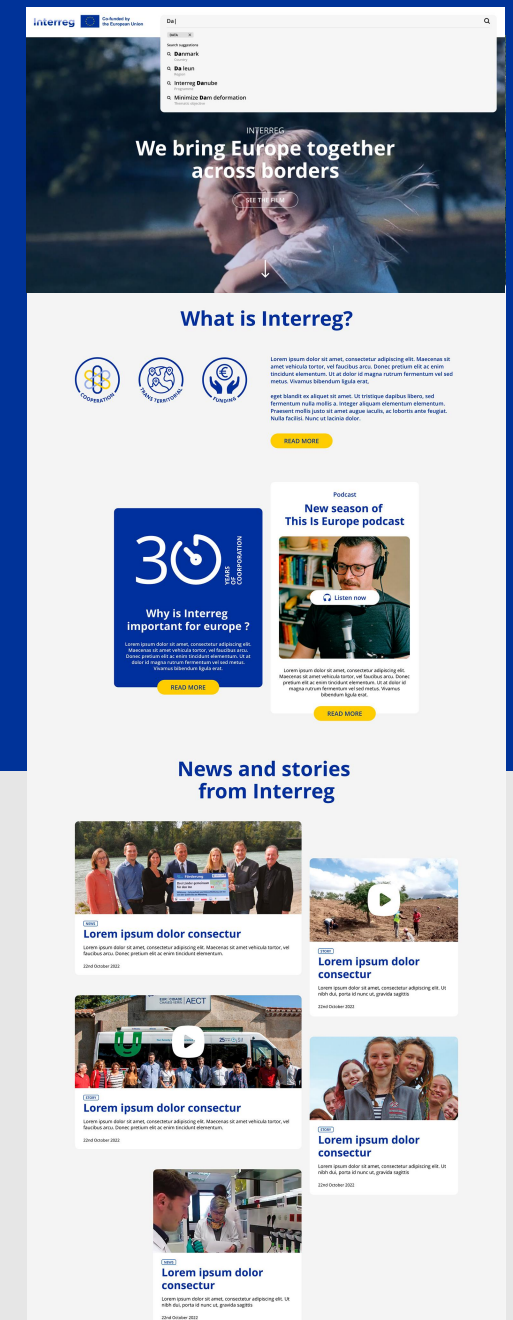 Interreg
Co-funded by
the European Union
Da|
Search suggestions
Danmark
Da leun
Interreg Danube
Programme
Minimize Dam deformation
INTERREG
We bring Europe together
across borders
SEE THE FILM
What is Interreg?
COOPERATION
TRANS TERRITORIAL
FUNDING
Lorem ipsum dolor sit amet, consectetur adipiscing elit. Maecenas sit
amet vehicula tortor, vel faucibus arcu. Donec pretium elit ac enim
tincidunt elementum. Ut at dolor id magna rutrum fermentum vel sed
metus. Vivamus bibendum ligula erat,
eget blandit ex aliquet sit amet. Ut tristique dapibus libero, sed
fermentum nulla mollis a. Integer aliquam elementum elementum.
Praesent mollis justo sit amet augue iaculis, ac lobortis ante feugiat.
Nulla facilisi. Nunc ut lacinia dolor.
READ MORE
30
YEARS
OF
COORPORATION
Why is Interreg
important for europe ?
Lorem ipsum dolor sit amet, consectetur adipiscing elit.
Maecenas sit amet vehicula tortor, vel faucibus arcu.
Donec pretium elit ac enim tincidunt elementum. Ut at
dolor id magna rutrum fermentum vel sed metus.
Vivamus bibendum ligula erat.
READ MORE
Podcast
New season of
This Is Europe podcast
Listen now
Lorem ipsum dolor sit amet, consectetur adipiscing elit.
Maecenas sit amet vehicula tortor, vel faucibus arcu. Donec
pretium elit ac enim tincidunt elementum. Ut at dolor id
magna rutrum fermentum vel sed metus. Vivamus
bibendum ligula erat.
READ MORE
News and stories
from Interreg
Förderung
NEWS
Lorem ipsum dolor consectur
Lorem ipsum dolor sit amet, consectetur adipiscing elit. Maecenas sit amet vehicula tortor, vel
faucibus arcu. Donec pretium elit ac enim tincidunt elementum.
22nd October 2022
STORY
Lorem ipsum dolor
consectur
Lorem ipsum dolor sit amet, consectetur adipiscing elit. Ut
nibh dui, porta id nunc ut, gravida sagittis
22nd October 2022
AECT
STORY
Lorem ipsum dolor consectur
Lorem ipsum dolor sit amet, consectetur adipiscing elit. Maecenas sit amet vehicula tortor, vel
faucibus arcu. Donec pretium elit ac enim tincidunt elementum.
22nd October 2022
STORY
Lorem ipsum dolor
consectur
Lorem ipsum dolor sit amet, consectetur adipiscing elit. Ut
nibh dui, porta id nunc ut, gravida sagittis
22nd October 2022
NEWS
Lorem ipsum dolor
consectur
Lorem ipsum dolor sit amet, consectetur adipiscing elit. Ut
nibh dui, porta id nunc ut, gravida sagittis
22nd October 2022